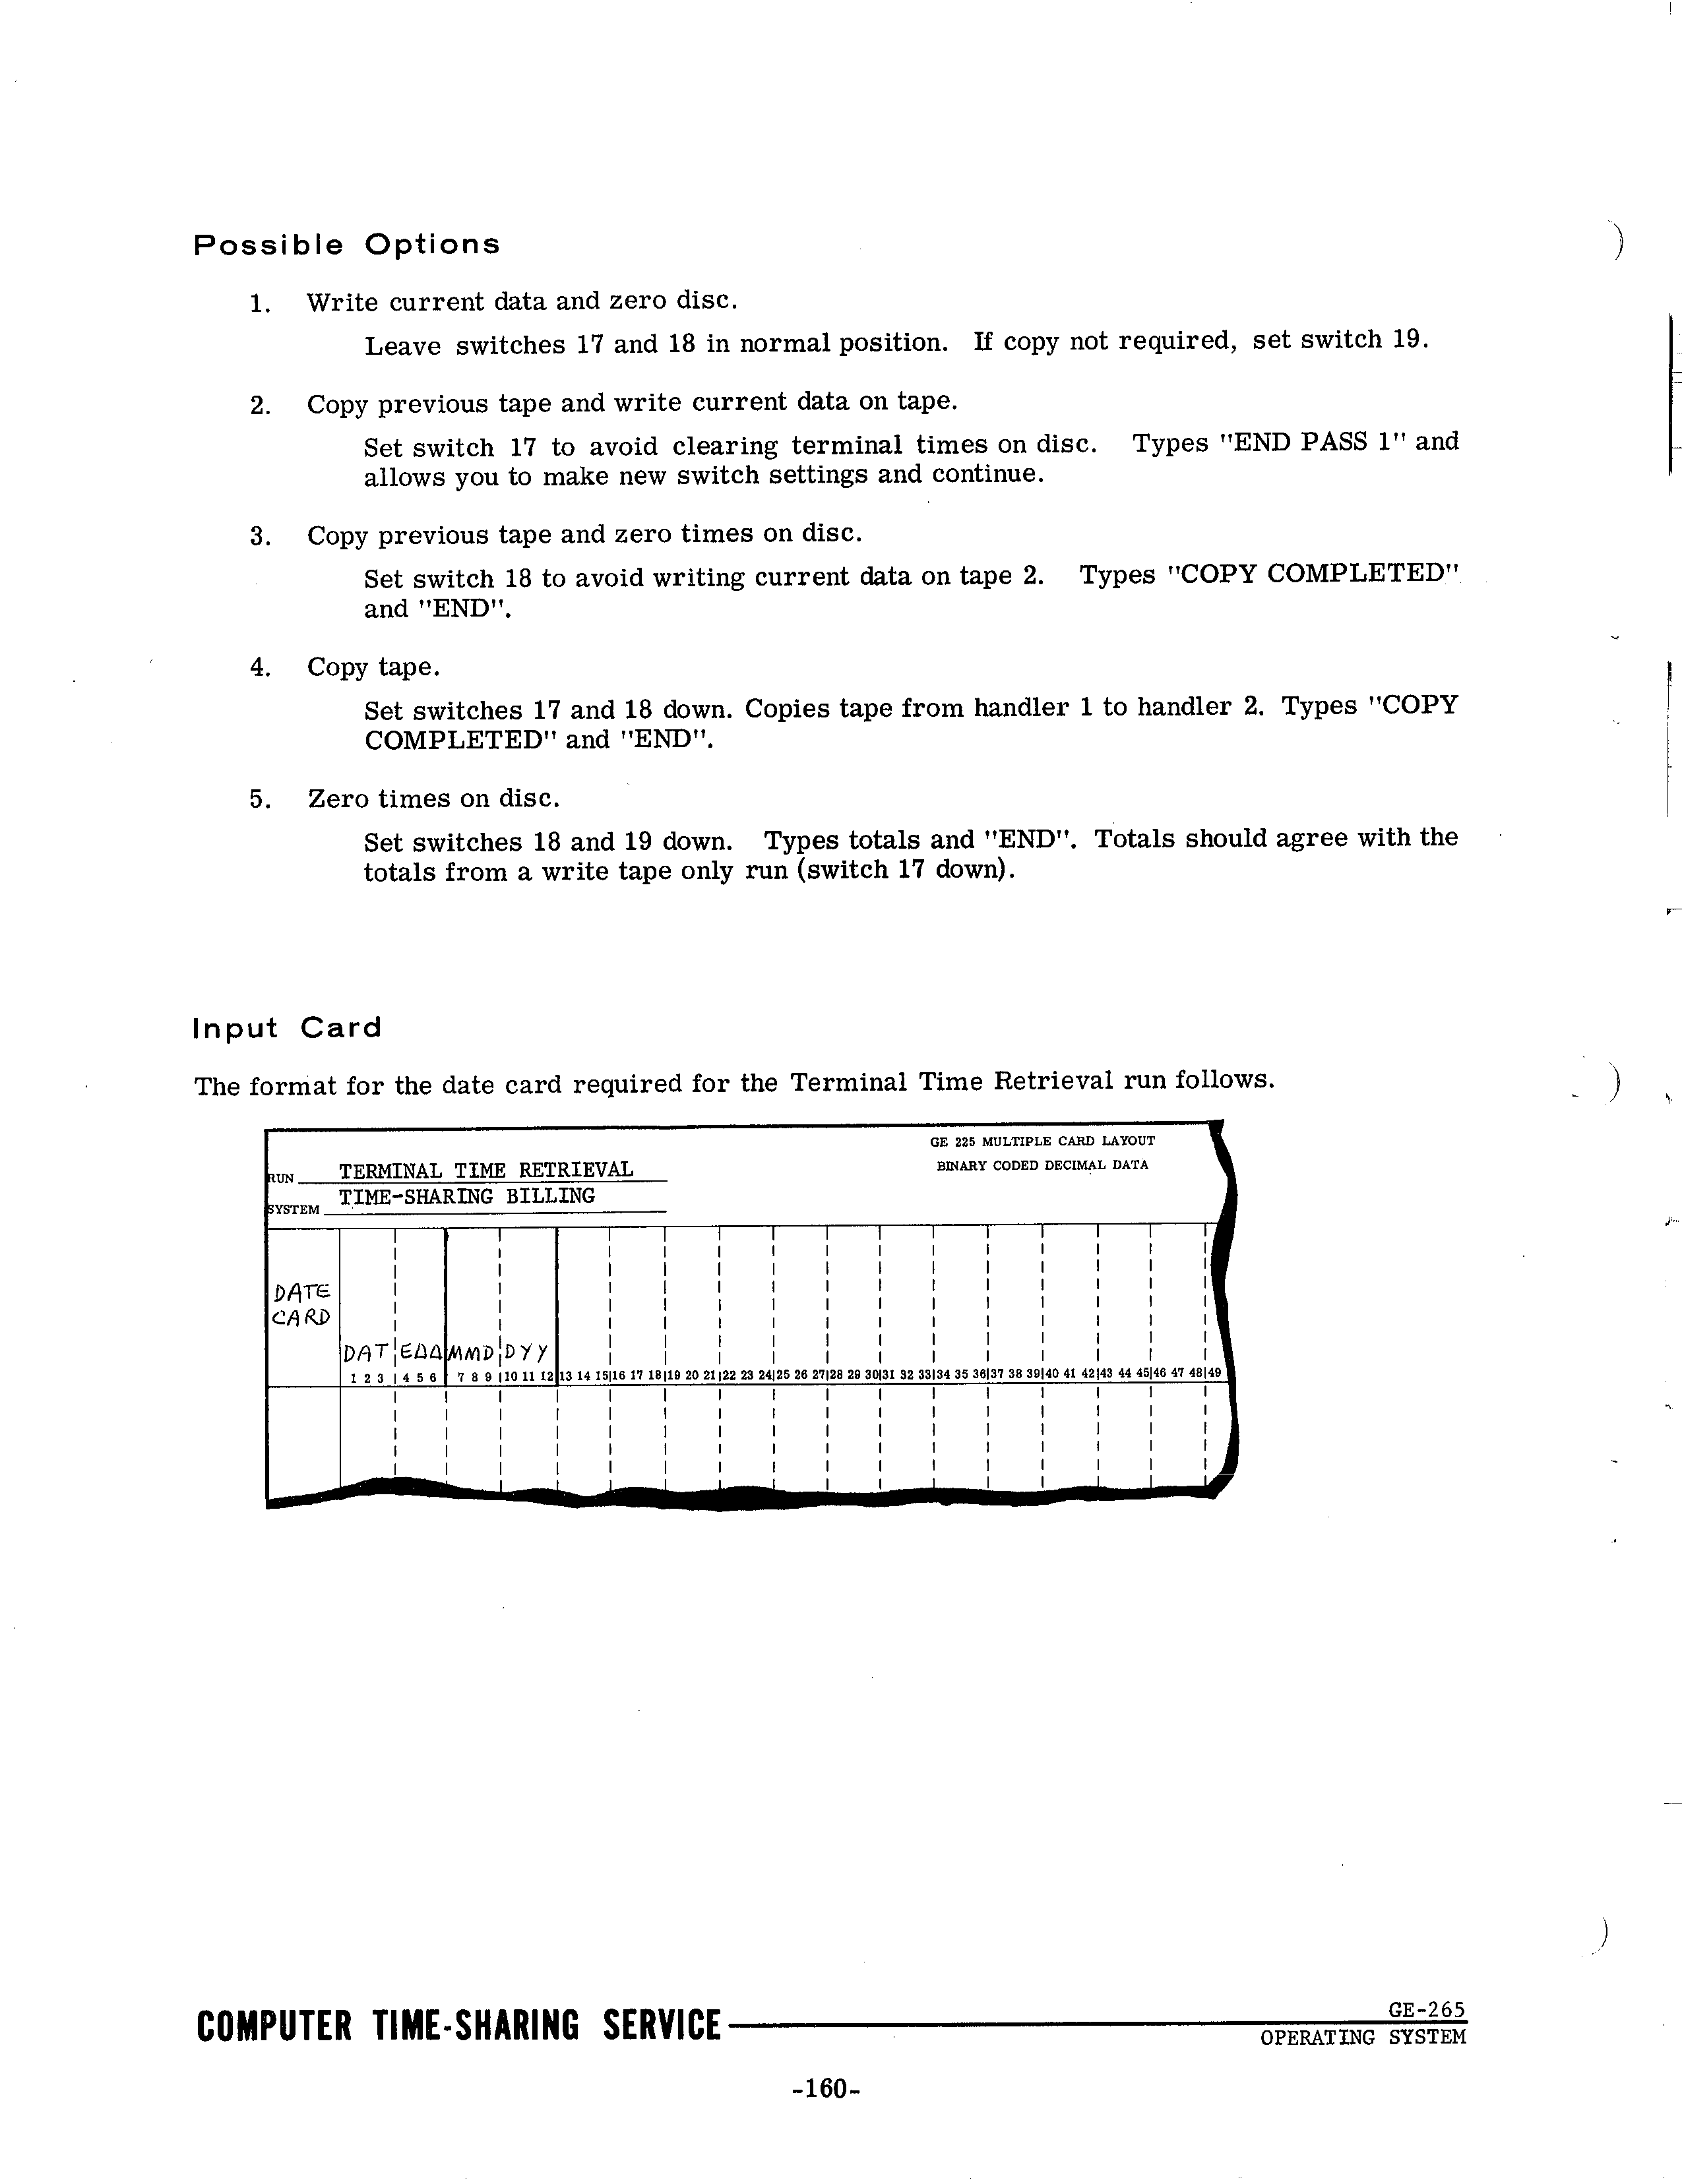 Possible Options
1. Write current data and zero disc.
Leave switches 17 and 18 in normal position. If copy not required, set switch 19.
2. Copy previous tape and write current data on tape.
Set switch 17 to avoid clearing terminal times on disc. Types "END PASS 1" and
allows you to make new switch settings and continue.
3. Copy previous tape and zero times on disc.
Set switch 18 to avoid writing current data on tape 2. Types "COPY COMPLETED"
and "END".
4. Copy tape.
Set switches 17 and 18 down. Copies tape from handler 1 to handler 2. Types "COPY
COMPLETED" and "END".
5. Zero times on disc.
Set switches 18 and 19 down. Types totals and "END". Totals should agree with the
totals from a write tape only run (switch 17 down).
Input Card
The format for the date card required for the Terminal Time Retrieval run follows.
GE 225 MULTIPLE CARD LAYOUT
BINARY CODED DECIMAL DATA
RUN TERMINAL TIME RETRIEVAL
SYSTEM TIME-SHARING BILLING
DATE
CARD
DAT EΔΔ MMD DYY
1 2 3 4 5 6 7 8 9 10 11 12 13 14 15 16 17 18 19 20 21 22 23 24 25 26 27 28 29 30 31 32 33 34 35 36 37 38 39 40 41 42 43 44 45 46 47 48 49
COMPUTER TIME-SHARING SERVICE
GE-265
OPERATING SYSTEM
-160-